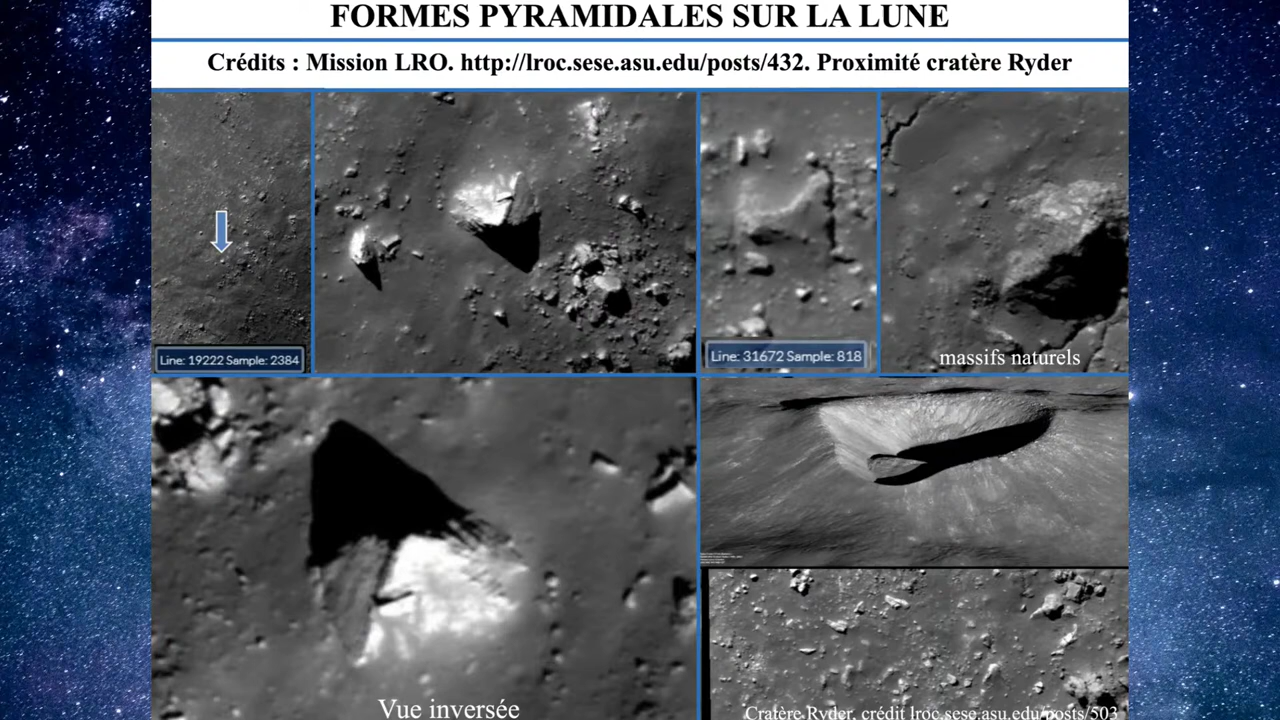 FORMES PYRAMIDALES SUR LA LUNE
Crédits : Mission LRO. http://lroc.sese.asu.edu/posts/432. Proximité cratère Ryder
Line: 19222 Sample: 2384
Line: 31672 Sample: 818
massifs naturels
Vue inversée
Cratère Ryder, crédit lroc.sese.asu.edu/posts/503